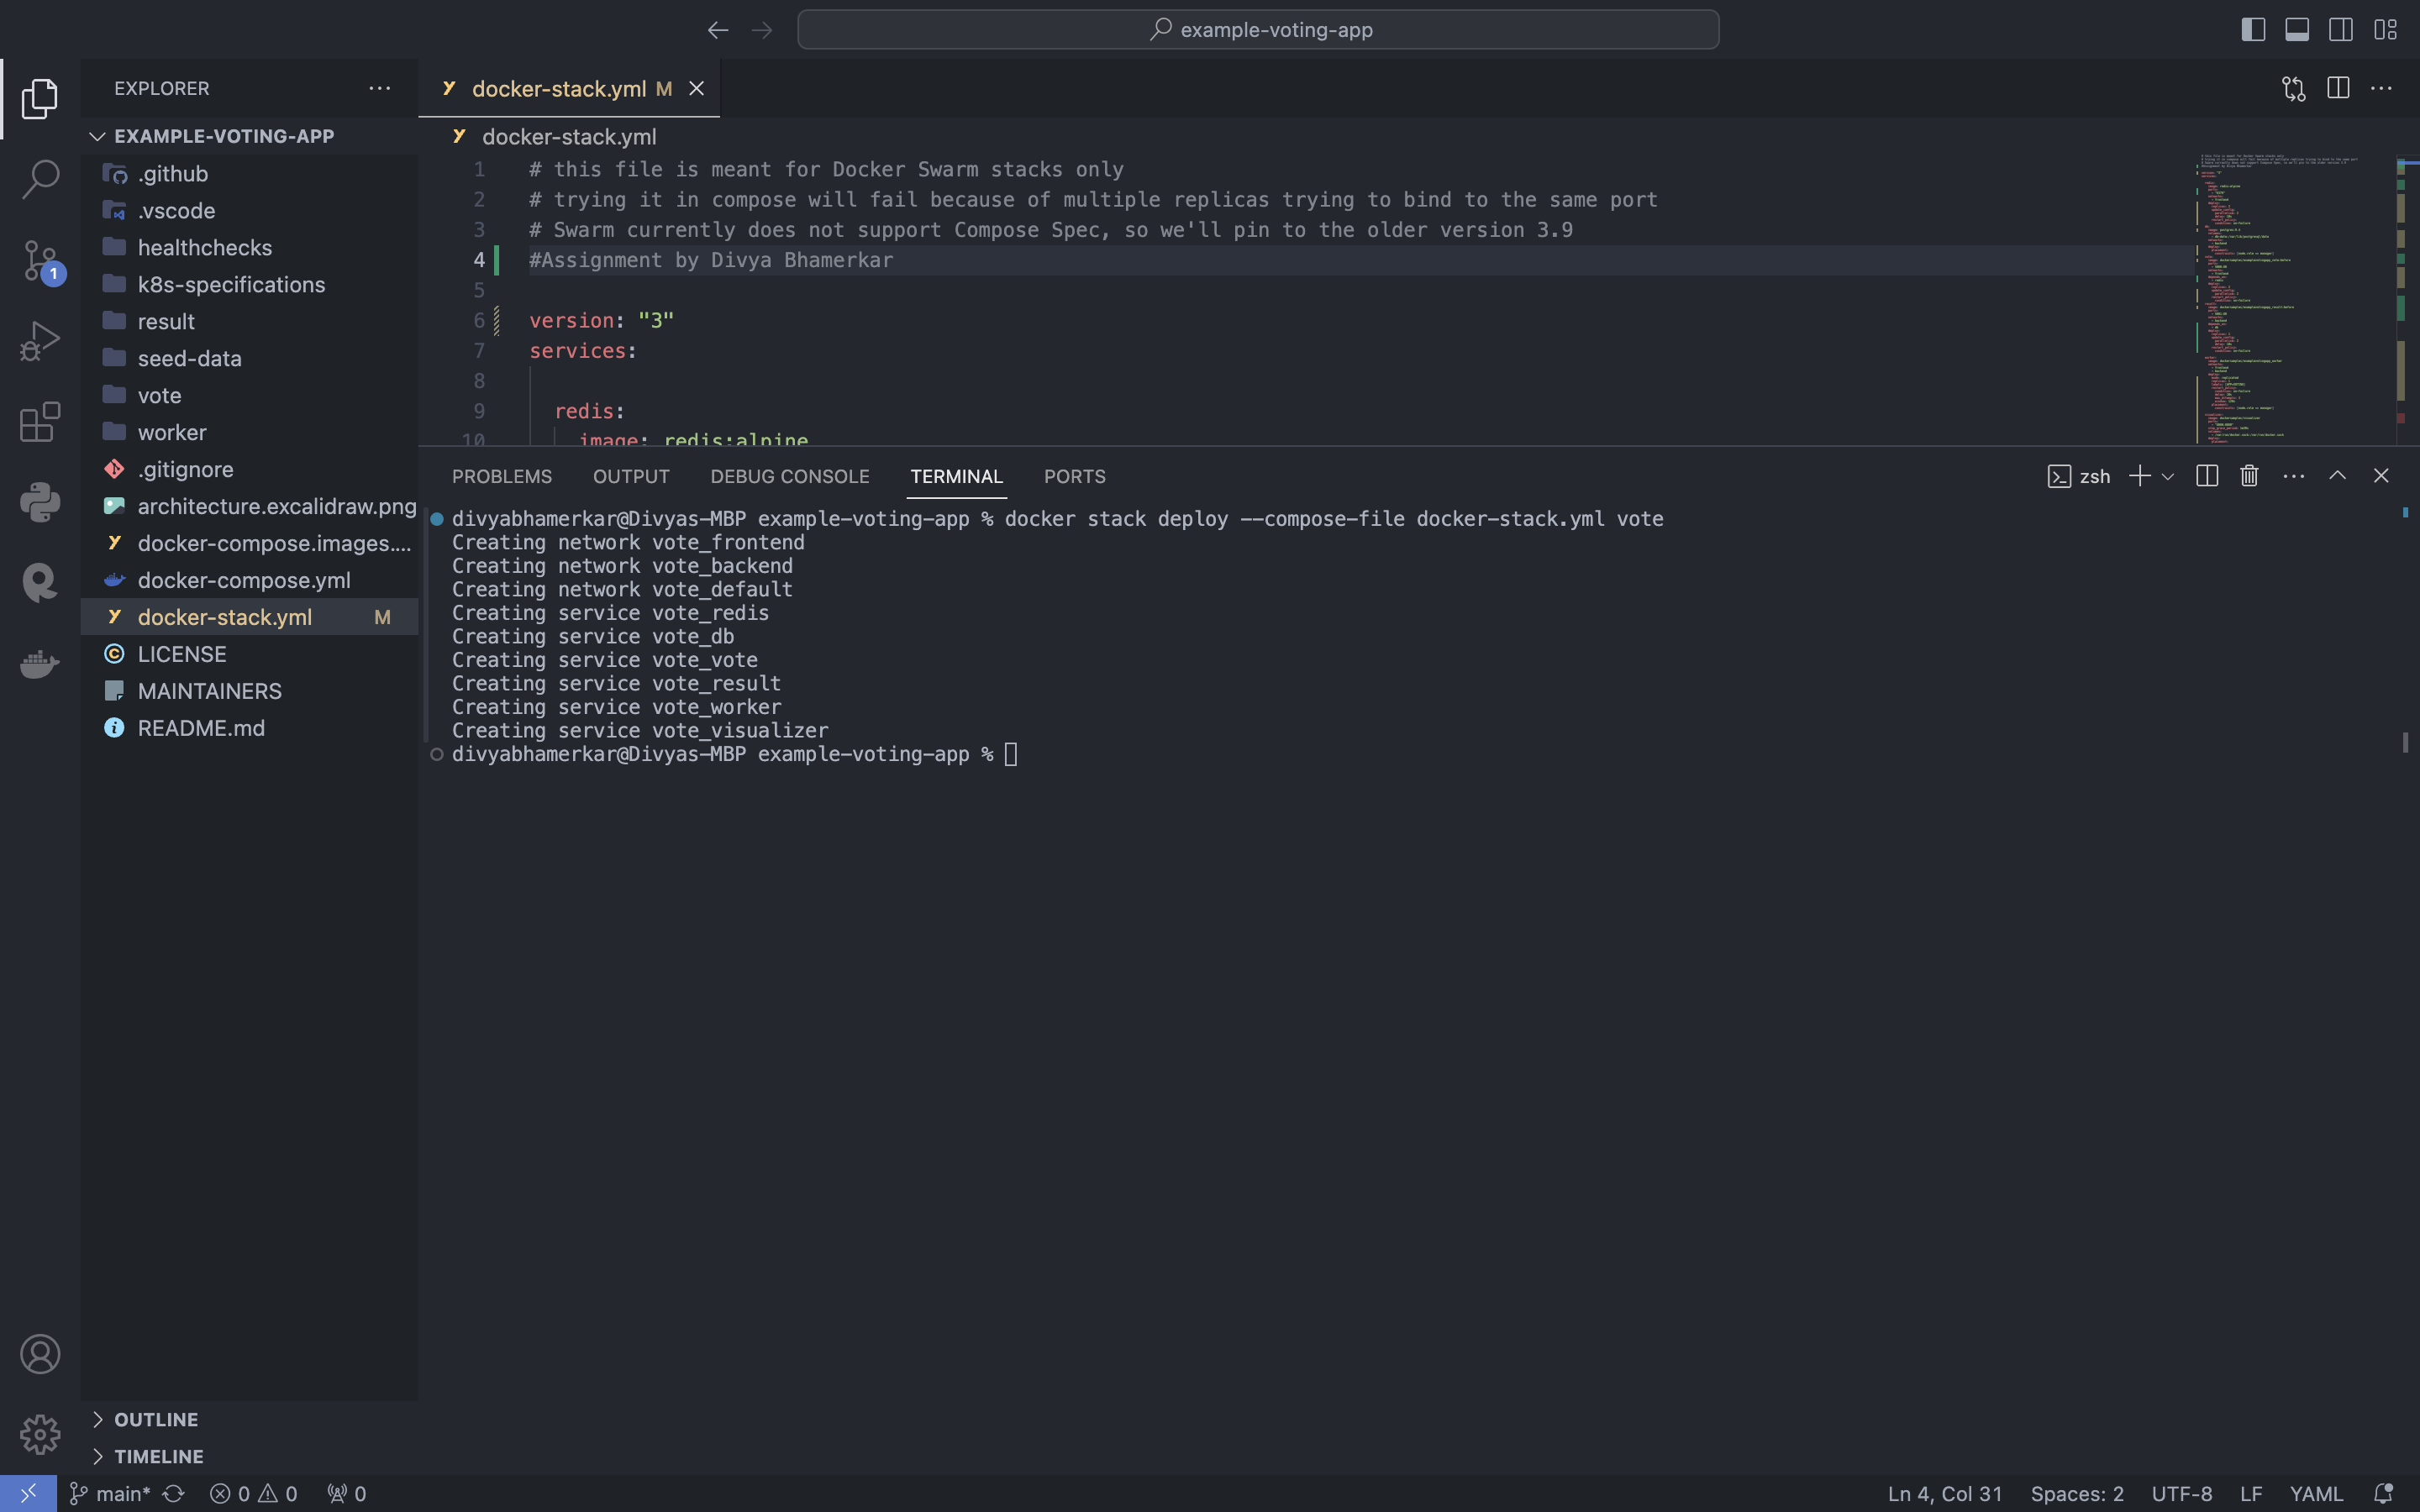 example-voting-app
EXPLORER
EXAMPLE-VOTING-APP
.github
.vscode
healthchecks
k8s-specifications
result
seed-data
vote
worker
.gitignore
architecture.excalidraw.png
docker-compose.images....
docker-compose.yml
docker-stack.yml M
LICENSE
MAINTAINERS
README.md
OUTLINE
TIMELINE
1
docker-stack.yml M
docker-stack.yml
1 # this file is meant for Docker Swarm stacks only
2 # trying it in compose will fail because of multiple replicas trying to bind to the same port
3 # Swarm currently does not support Compose Spec, so we'll pin to the older version 3.9
4 #Assignment by Divya Bhamerkar
5
6 version: "3"
7 services:
8
9 redis:
10 image: redis:alpine
PROBLEMS OUTPUT DEBUG CONSOLE TERMINAL PORTS zsh
divyabhamerkar@Divyas-MBP example-voting-app % docker stack deploy --compose-file docker-stack.yml vote
Creating network vote_frontend
Creating network vote_backend
Creating network vote_default
Creating service vote_redis
Creating service vote_db
Creating service vote_vote
Creating service vote_result
Creating service vote_worker
Creating service vote_visualizer
divyabhamerkar@Divyas-MBP example-voting-app %
main* 0 0 0 Ln 4, Col 31 Spaces: 2 UTF-8 LF YAML